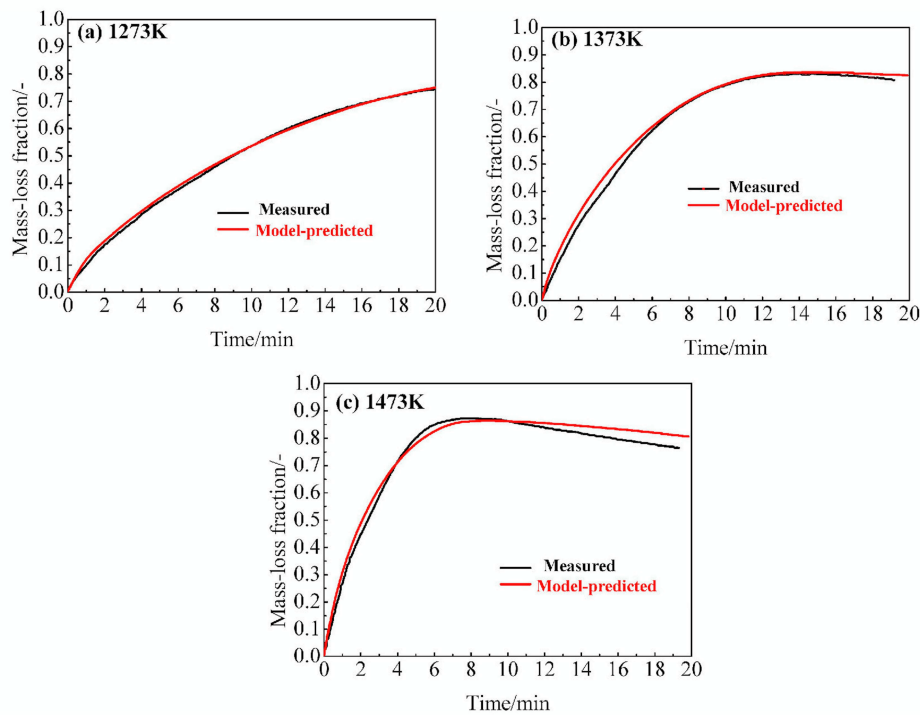 (a) 1273K
1.0
0.9
0.8
0.7
0.6
0.5
0.4
0.3
0.2
0.1
0.0
Mass-loss fraction/-
Measured
Model-predicted
0 2 4 6 8 10 12 14 16 18 20
Time/min
(b) 1373K
1.0
0.9
0.8
0.7
0.6
0.5
0.4
0.3
0.2
0.1
0.0
Mass-loss fraction/-
Measured
Model-predicted
0 2 4 6 8 10 12 14 16 18 20
Time/min
(c) 1473K
1.0
0.9
0.8
0.7
0.6
0.5
0.4
0.3
0.2
0.1
0.0
Mass-loss fraction/-
Measured
Model-predicted
0 2 4 6 8 10 12 14 16 18 20
Time/min